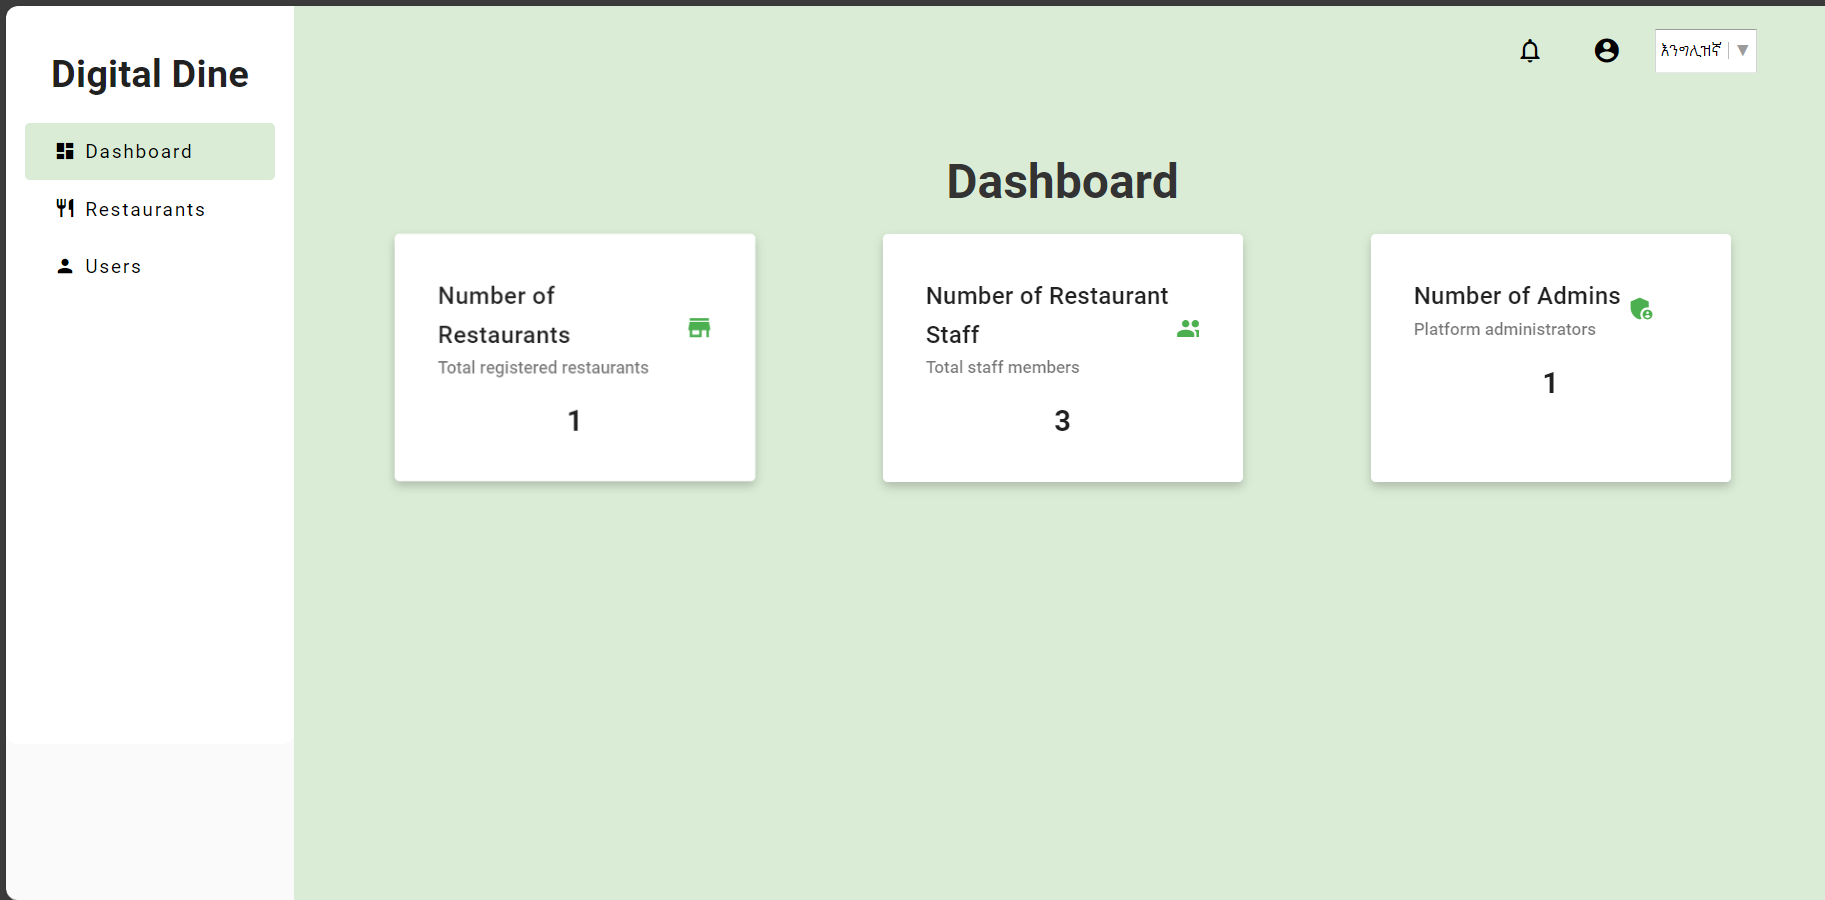 Digital Dine
Dashboard
Restaurants
Users
እንግሊዝኛ
Dashboard
Number of
Restaurants
Total registered restaurants
1
Number of Restaurant
Staff
Total staff members
3
Number of Admins
Platform administrators
1